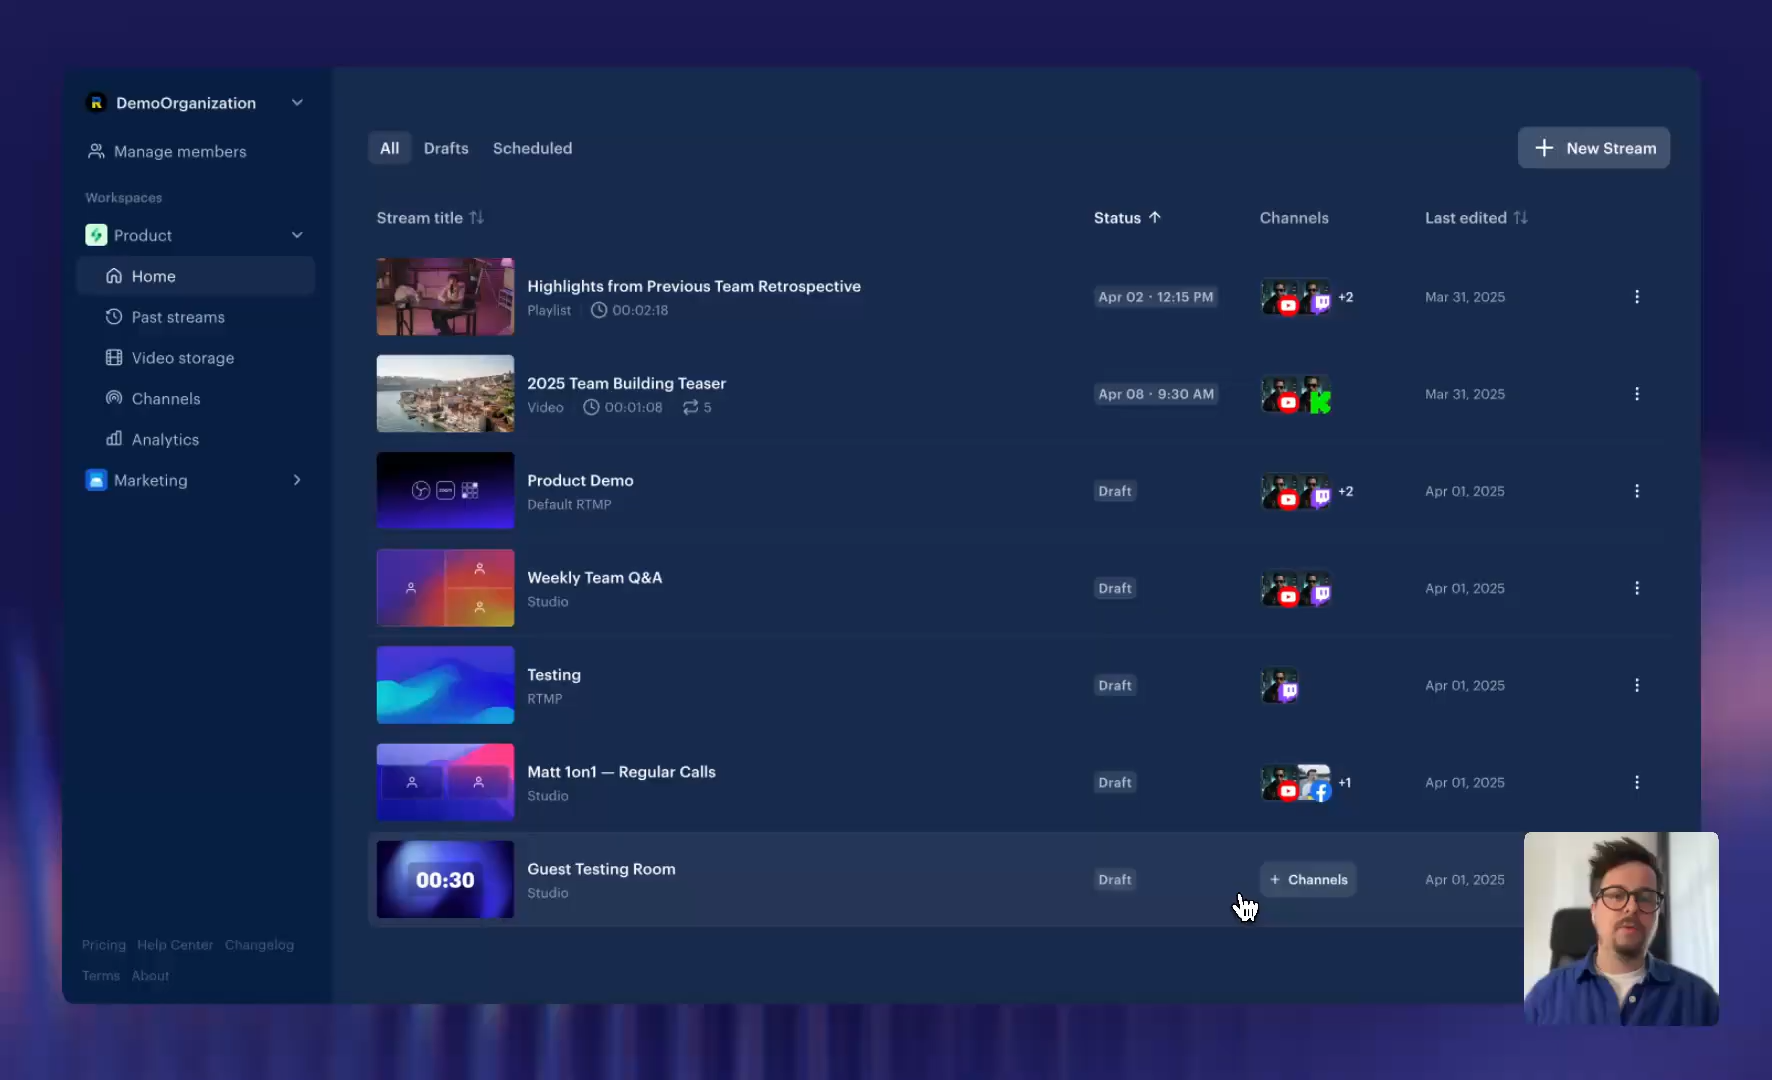 DemoOrganization
Manage members
Workspaces
Product
Home
Past streams
Video storage
Channels
Analytics
Marketing
Pricing Help Center Changelog
Terms About
All Drafts Scheduled
New Stream
Stream title Status Channels Last edited
Highlights from Previous Team Retrospective
Playlist 00:02:18
Apr 02 · 12:15 PM +2 Mar 31, 2025
2025 Team Building Teaser
Video 00:01:08 5
Apr 08 · 9:30 AM Mar 31, 2025
Product Demo
Default RTMP
Draft +2 Apr 01, 2025
Weekly Team Q&A
Studio
Draft Apr 01, 2025
Testing
RTMP
Draft Apr 01, 2025
Matt 1on1 — Regular Calls
Studio
Draft +1 Apr 01, 2025
00:30
Guest Testing Room
Studio
Draft + Channels Apr 01, 2025